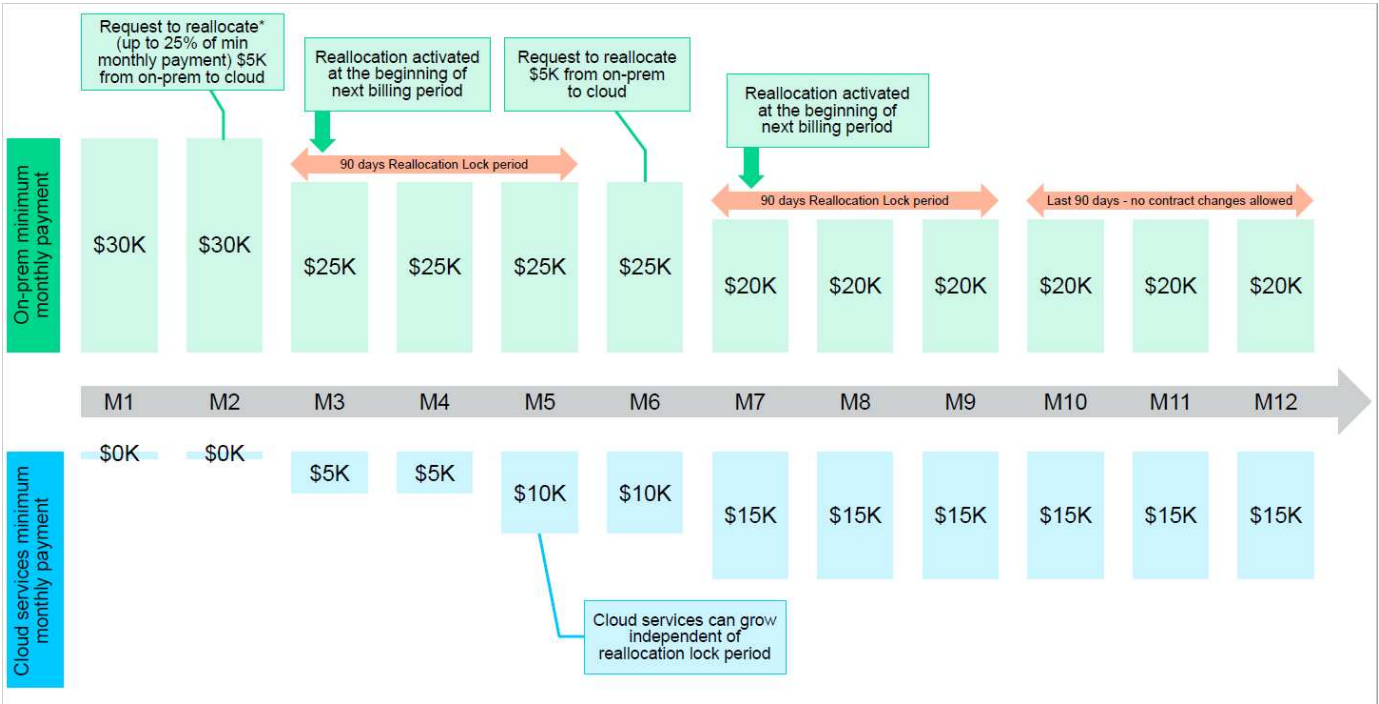 Request to reallocate*
(up to 25% of min
monthly payment) $5K
from on-prem to cloud
Reallocation activated
at the beginning of
next billing period
Request to reallocate
$5K from on-prem
to cloud
Reallocation activated
at the beginning of
next billing period
90 days Reallocation Lock period
90 days Reallocation Lock period
Last 90 days - no contract changes allowed
On-prem minimum
monthly payment
$30K
$30K
$25K
$25K
$25K
$25K
$20K
$20K
$20K
$20K
$20K
$20K
M1
M2
M3
M4
M5
M6
M7
M8
M9
M10
M11
M12
Cloud services minimum
monthly payment
$0K
$0K
$5K
$5K
$10K
$10K
$15K
$15K
$15K
$15K
$15K
$15K
Cloud services can grow
independent of
reallocation lock period